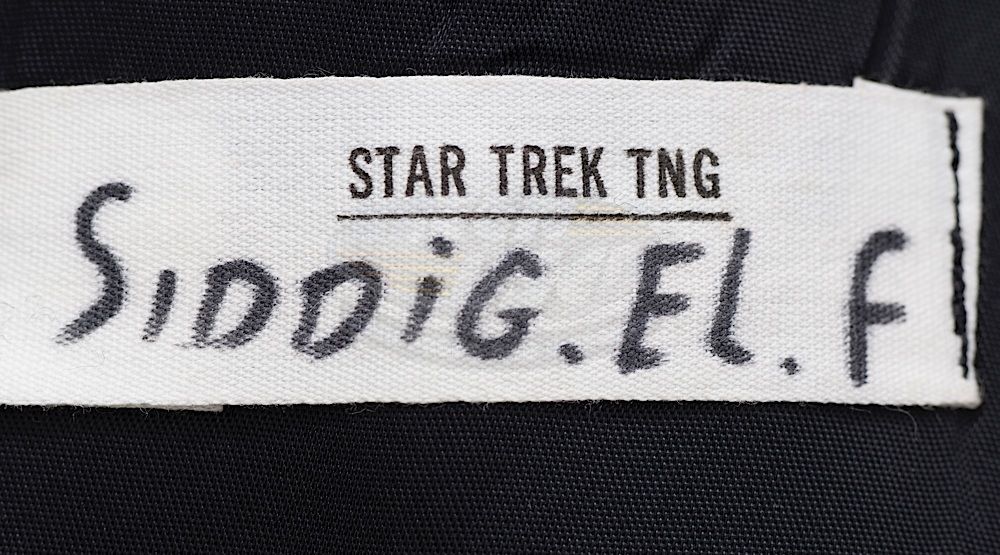 STAR TREK TNG
SIDDiG. El. F